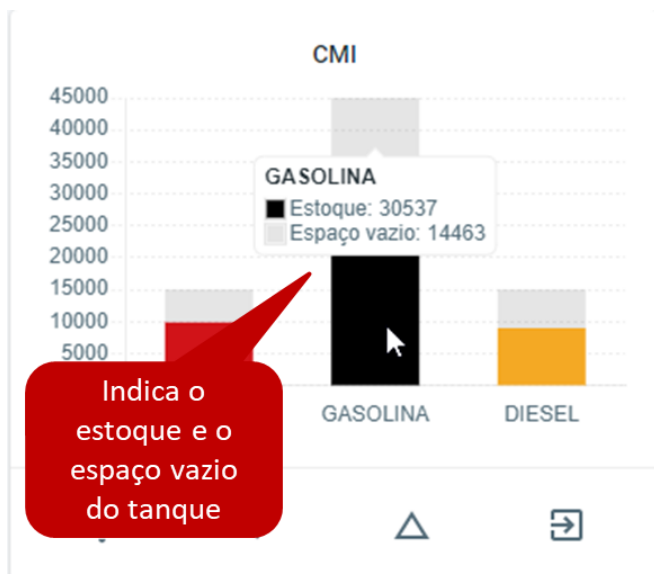 CMI
45000
40000
35000
30000
25000
20000
15000
10000
5000
GASOLINA
Estoque: 30537
Espaço vazio: 14463
Indica o
estoque e o
espaço vazio
do tanque
GASOLINA
DIESEL